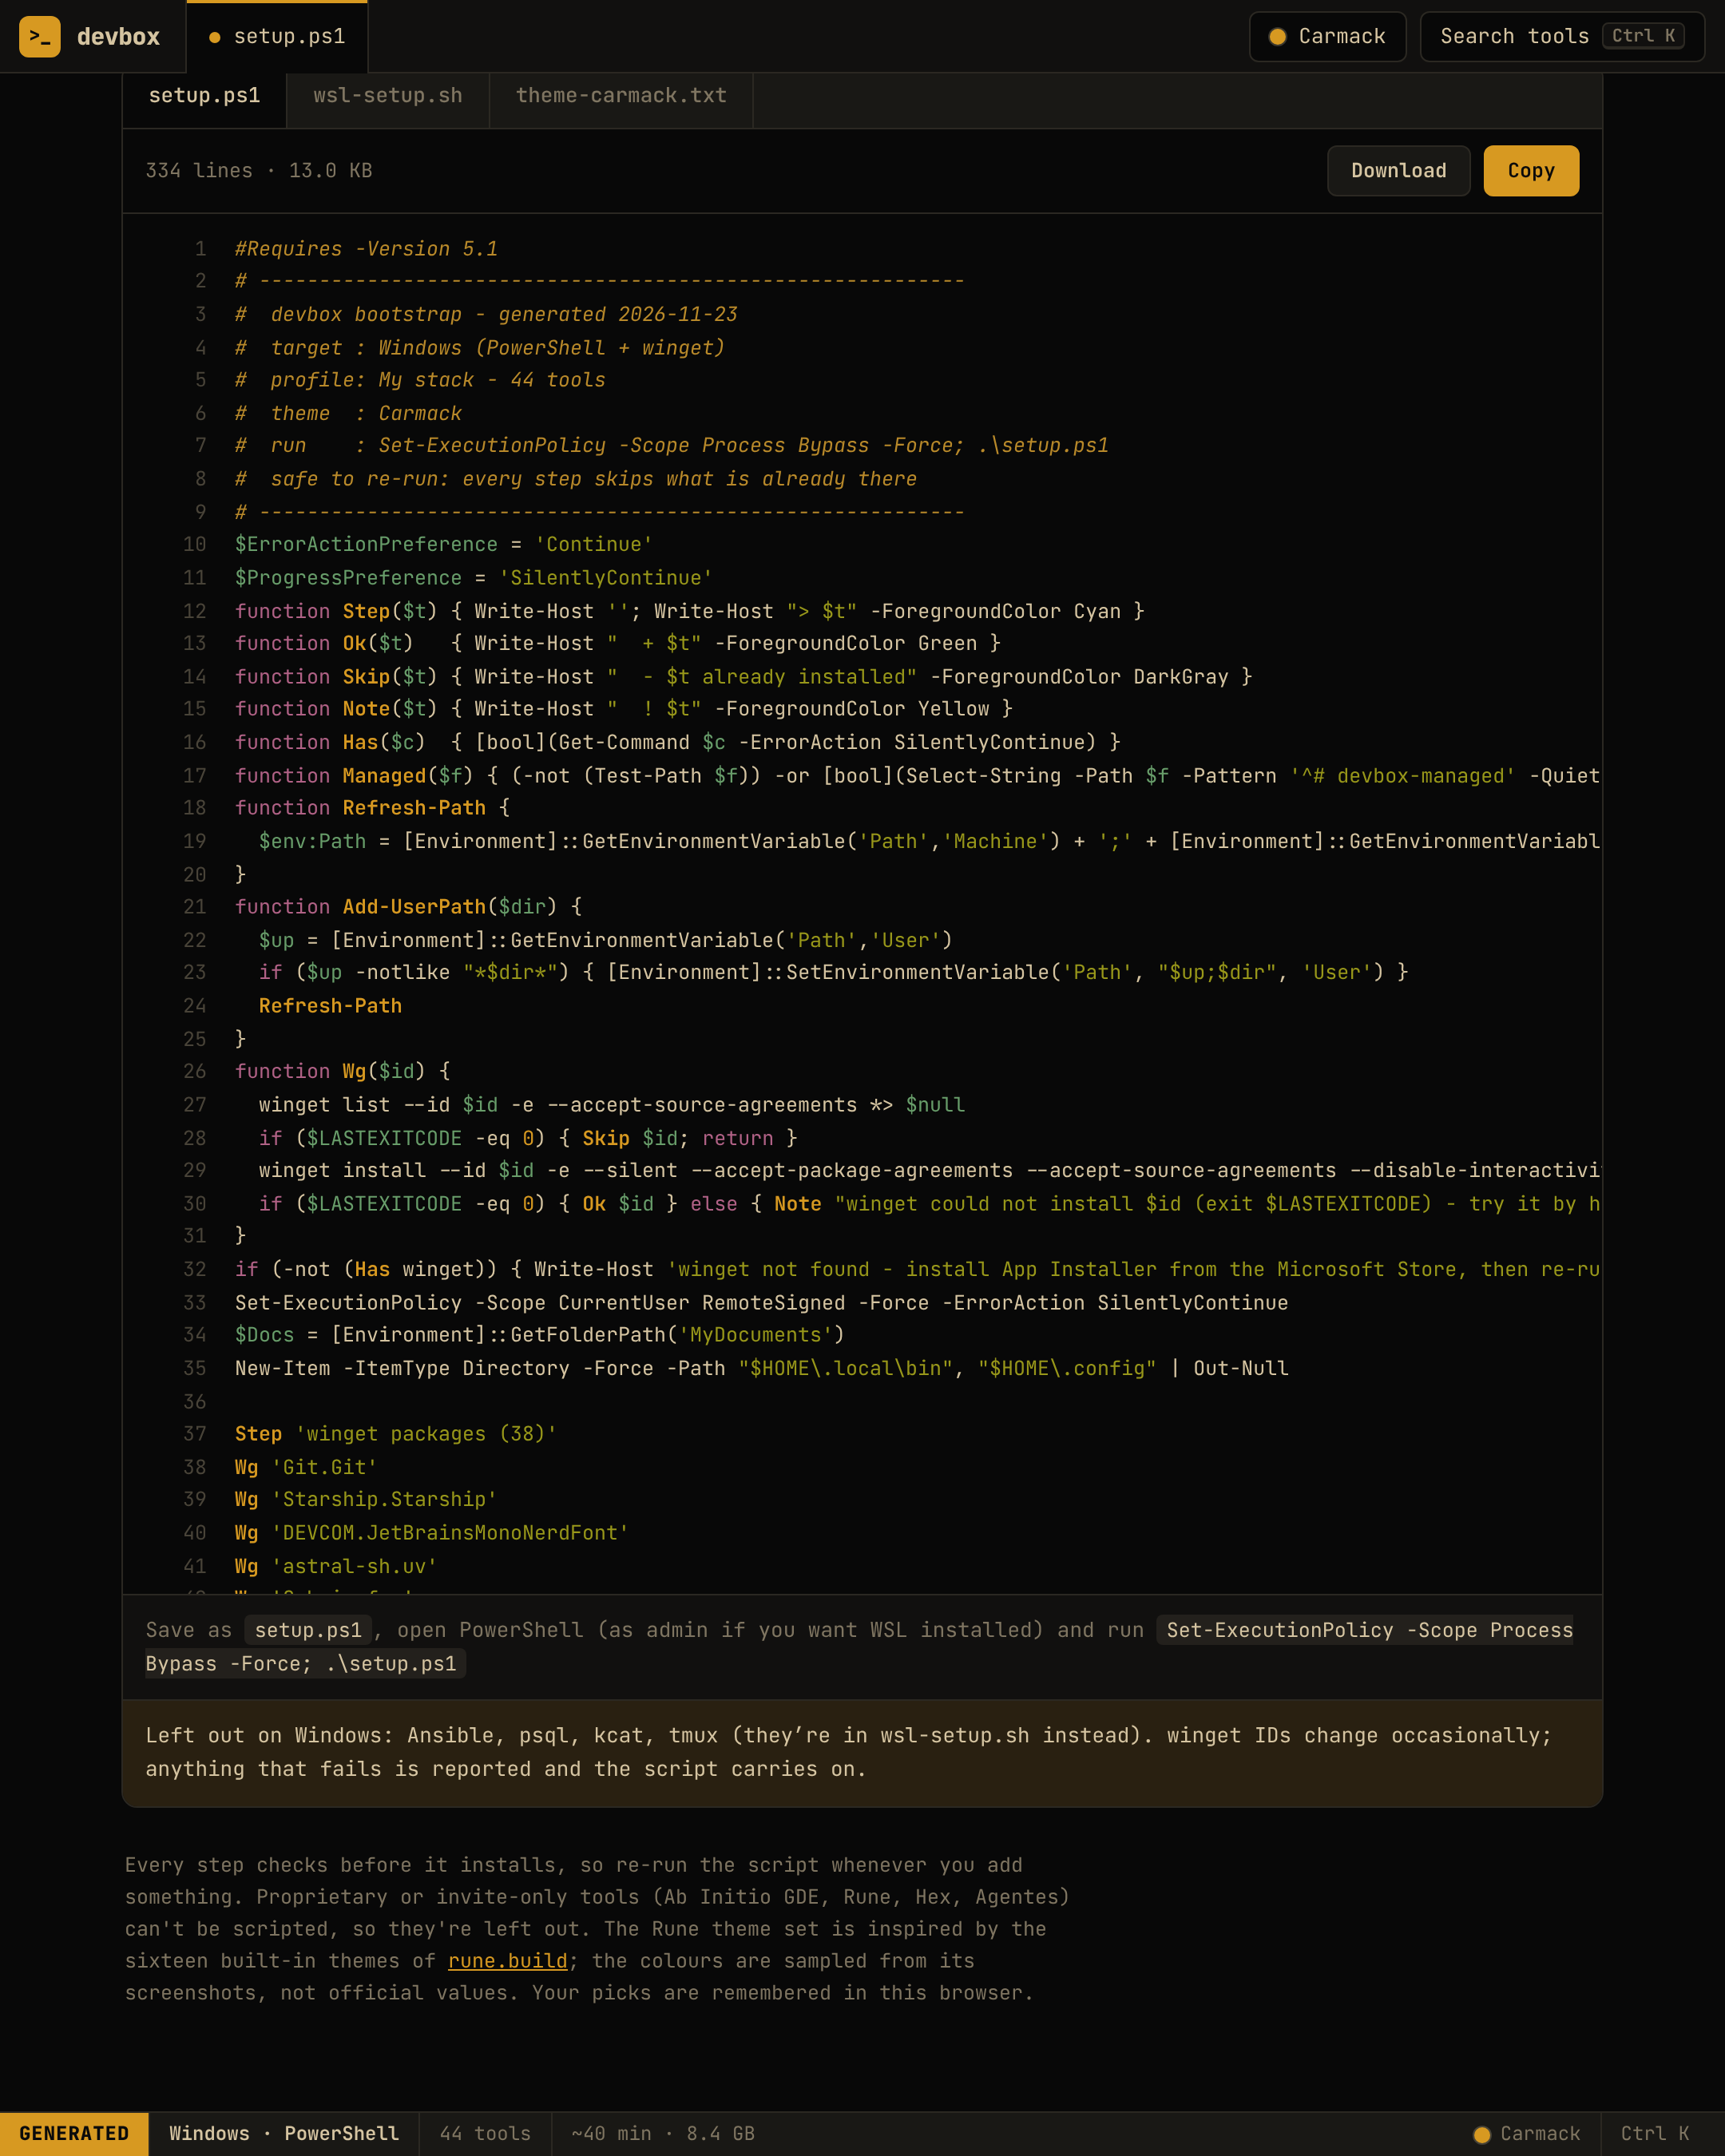 >_ devbox
setup.ps1
Carmack
Search tools Ctrl K
setup.ps1 wsl-setup.sh theme-carmack.txt
334 lines · 13.0 KB
Download Copy
1 #Requires -Version 5.1
2 # -----------------------------------------------------------
3 #  devbox bootstrap - generated 2026-11-23
4 #  target : Windows (PowerShell + winget)
5 #  profile: My stack - 44 tools
6 #  theme  : Carmack
7 #  run    : Set-ExecutionPolicy -Scope Process Bypass -Force; .\setup.ps1
8 #  safe to re-run: every step skips what is already there
9 # -----------------------------------------------------------
10 $ErrorActionPreference = 'Continue'
11 $ProgressPreference = 'SilentlyContinue'
12 function Step($t) { Write-Host ''; Write-Host "> $t" -ForegroundColor Cyan }
13 function Ok($t)   { Write-Host "  + $t" -ForegroundColor Green }
14 function Skip($t) { Write-Host "  - $t already installed" -ForegroundColor DarkGray }
15 function Note($t) { Write-Host "  ! $t" -ForegroundColor Yellow }
16 function Has($c)  { [bool](Get-Command $c -ErrorAction SilentlyContinue) }
17 function Managed($f) { (-not (Test-Path $f)) -or [bool](Select-String -Path $f -Pattern '^# devbox-managed' -Quiet
18 function Refresh-Path {
19   $env:Path = [Environment]::GetEnvironmentVariable('Path','Machine') + ';' + [Environment]::GetEnvironmentVariabl
20 }
21 function Add-UserPath($dir) {
22   $up = [Environment]::GetEnvironmentVariable('Path','User')
23   if ($up -notlike "*$dir*") { [Environment]::SetEnvironmentVariable('Path', "$up;$dir", 'User') }
24   Refresh-Path
25 }
26 function Wg($id) {
27   winget list --id $id -e --accept-source-agreements *> $null
28   if ($LASTEXITCODE -eq 0) { Skip $id; return }
29   winget install --id $id -e --silent --accept-package-agreements --accept-source-agreements --disable-interactivi
30   if ($LASTEXITCODE -eq 0) { Ok $id } else { Note "winget could not install $id (exit $LASTEXITCODE) - try it by h
31 }
32 if (-not (Has winget)) { Write-Host 'winget not found - install App Installer from the Microsoft Store, then re-ru
33 Set-ExecutionPolicy -Scope CurrentUser RemoteSigned -Force -ErrorAction SilentlyContinue
34 $Docs = [Environment]::GetFolderPath('MyDocuments')
35 New-Item -ItemType Directory -Force -Path "$HOME\.local\bin", "$HOME\.config" | Out-Null
36
37 Step 'winget packages (38)'
38 Wg 'Git.Git'
39 Wg 'Starship.Starship'
40 Wg 'DEVCOM.JetBrainsMonoNerdFont'
41 Wg 'astral-sh.uv'
Save as setup.ps1, open PowerShell (as admin if you want WSL installed) and run Set-ExecutionPolicy -Scope Process
Bypass -Force; .\setup.ps1
Left out on Windows: Ansible, psql, kcat, tmux (they’re in wsl-setup.sh instead). winget IDs change occasionally;
anything that fails is reported and the script carries on.
Every step checks before it installs, so re-run the script whenever you add
something. Proprietary or invite-only tools (Ab Initio GDE, Rune, Hex, Agentes)
can't be scripted, so they're left out. The Rune theme set is inspired by the
sixteen built-in themes of rune.build; the colours are sampled from its
screenshots, not official values. Your picks are remembered in this browser.
GENERATED Windows · PowerShell 44 tools ~40 min · 8.4 GB Carmack Ctrl K